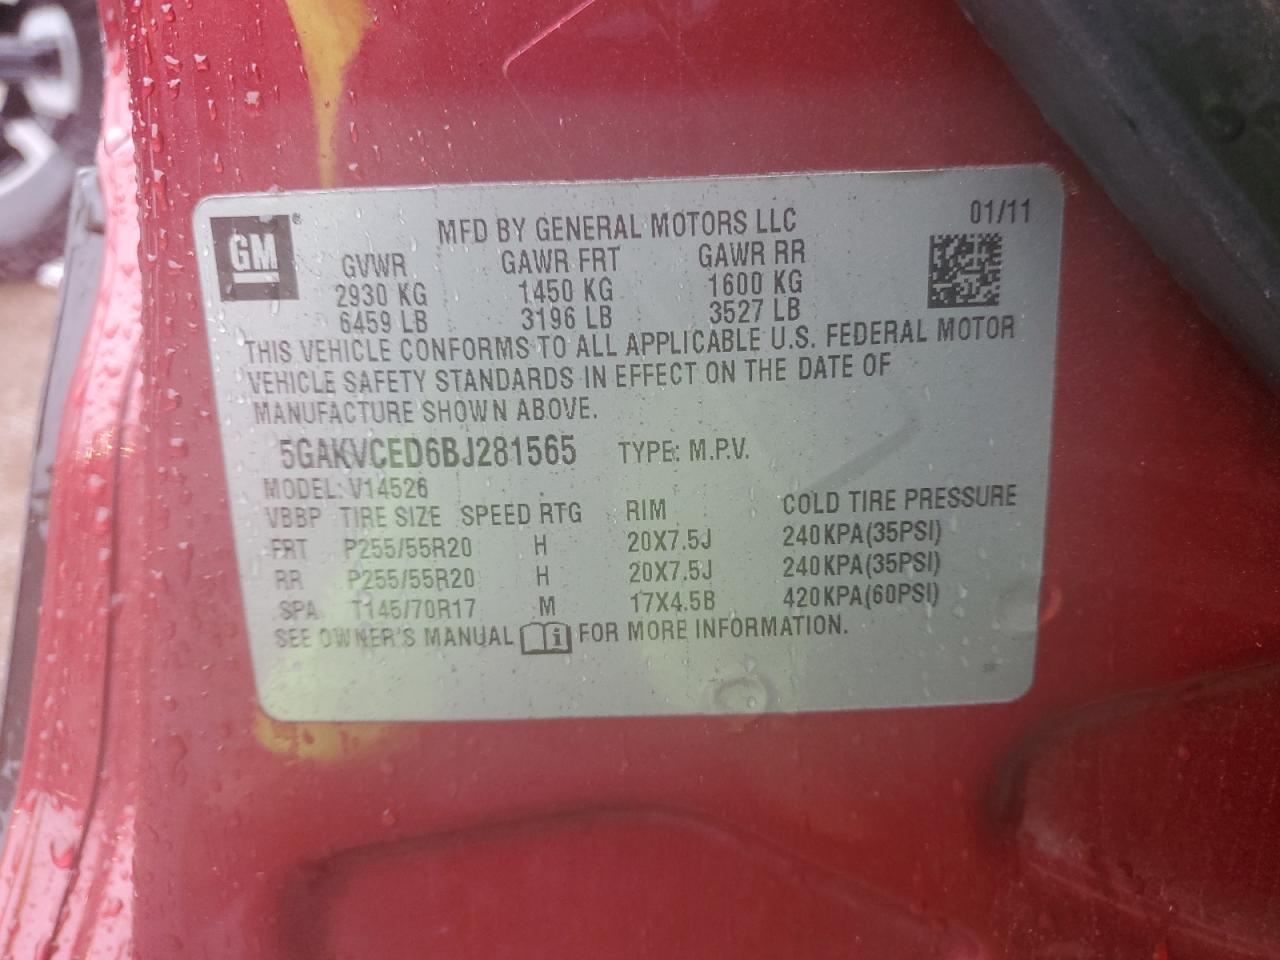 GM ®
MFD BY GENERAL MOTORS LLC 01/11
GVWR GAWR FRT GAWR RR
2930 KG 1450 KG 1600 KG
6459 LB 3196 LB 3527 LB
THIS VEHICLE CONFORMS TO ALL APPLICABLE U.S. FEDERAL MOTOR
VEHICLE SAFETY STANDARDS IN EFFECT ON THE DATE OF
MANUFACTURE SHOWN ABOVE.
5GAKVCED6BJ281565 TYPE: M.P.V.
MODEL: V14526
VBBP TIRE SIZE SPEED RTG RIM COLD TIRE PRESSURE
FRT P255/55R20 H 20X7.5J 240KPA(35PSI)
RR P255/55R20 H 20X7.5J 240KPA(35PSI)
SPA T145/70R17 M 17X4.5B 420KPA(60PSI)
SEE OWNER'S MANUAL i FOR MORE INFORMATION.